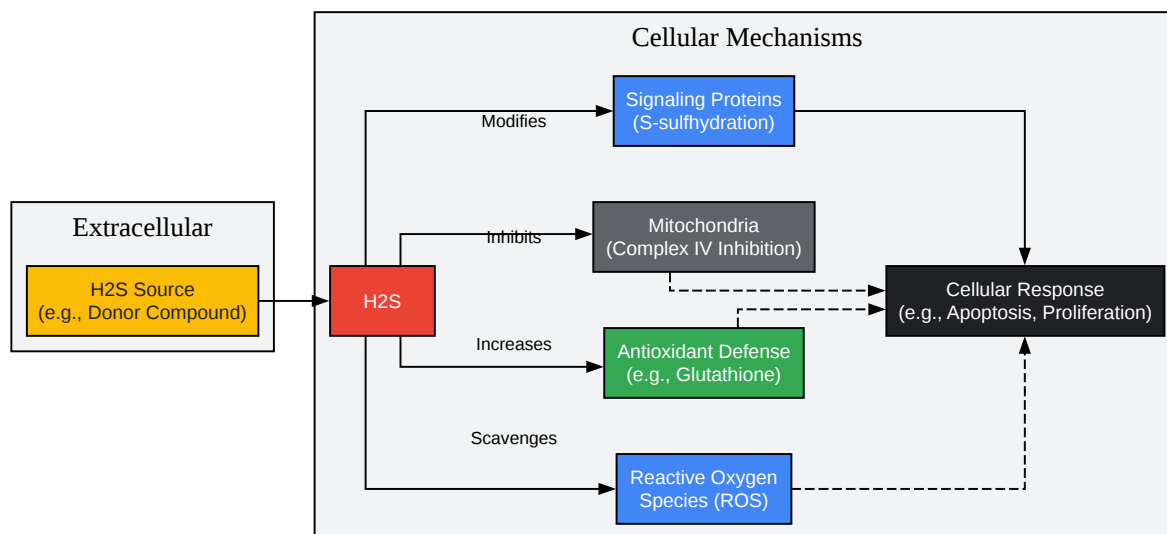 Cellular Mechanisms
Signaling Proteins
(S-sulfhydration)
Modifies
Extracellular
Mitochondria
(Complex IV Inhibition)
Inhibits
H2S Source
(e.g., Donor Compound)
H2S
Cellular Response
(e.g., Apoptosis, Proliferation)
Increases
Antioxidant Defense
(e.g., Glutathione)
Scavenges
Reactive Oxygen
Species (ROS)